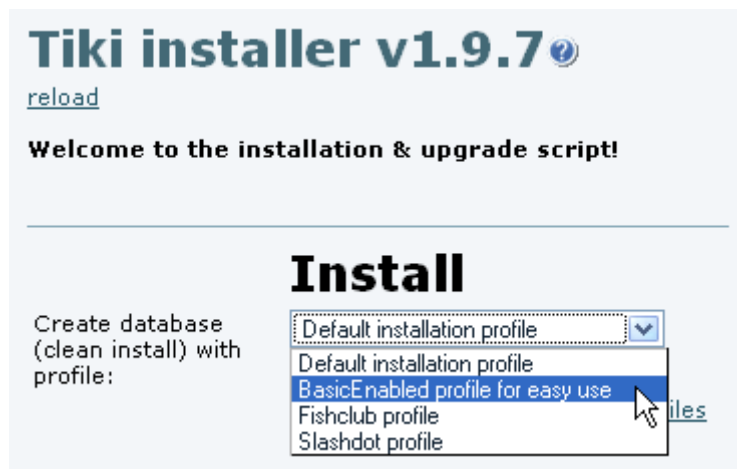 Tiki installer v1.9.7
reload
Welcome to the installation & upgrade script!
Install
Create database
(clean install) with
profile:
Default installation profile
Default installation profile
BasicEnabled profile for easy use
Fishclub profile
Slashdot profile
iles